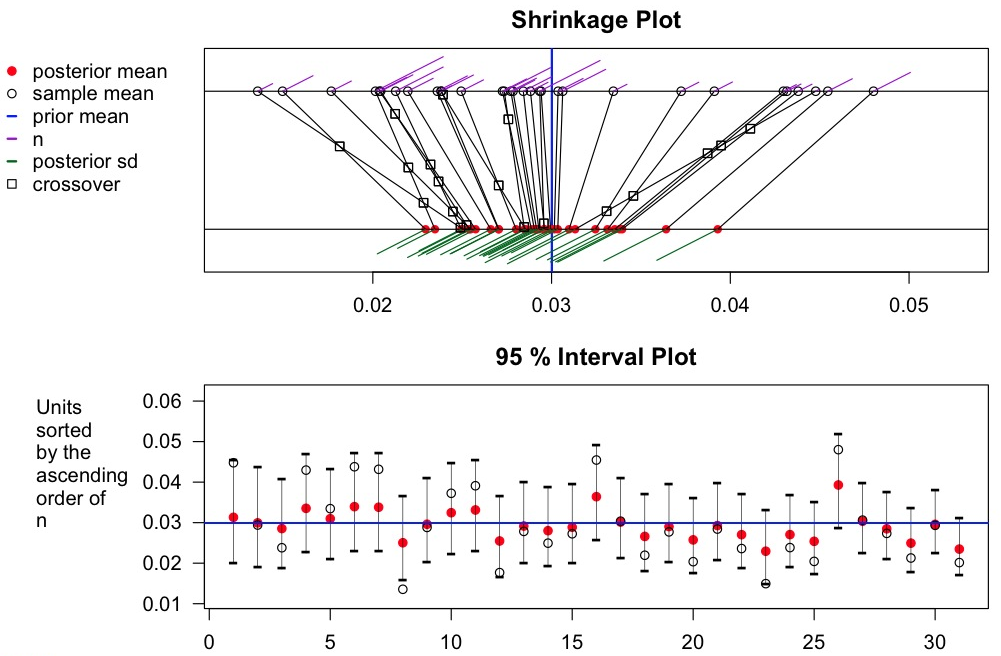 Shrinkage Plot
posterior mean
sample mean
prior mean
n
posterior sd
crossover
0.02 0.03 0.04 0.05
95 % Interval Plot
Units
sorted
by the
ascending
order of
n
0.06
0.05
0.04
0.03
0.02
0.01
0 5 10 15 20 25 30